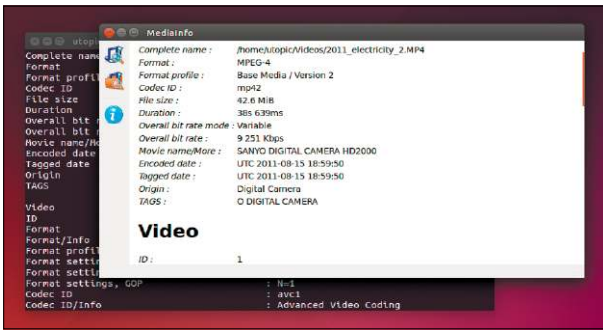 MediaInfo
Complete name : /home/utopic/Videos/2011_electricity_2.MP4
Format : MPEG-4
Format profile : Base Media / Version 2
Codec ID : mp42
File size : 42.6 MiB
Duration : 38s 639ms
Overall bit rate mode : Variable
Overall bit rate : 9 251 Kbps
Movie name/More : SANYO DIGITAL CAMERA HD2000
Encoded date : UTC 2011-08-15 18:59:50
Tagged date : UTC 2011-08-15 18:59:50
Origin : Digital Camera
TAGS : O DIGITAL CAMERA
Video
ID : 1
utopi
Complete name
Format
Format profil
Codec ID
File size
Duration
Overall bit r
Overall bit r
Movie name/Mo
Encoded date
Tagged date
Origin
TAGS
Video
ID
Format
Format/Info
Format profil
Format settin
Format settin
Format settings, GOP : N=1
Codec ID : avc1
Codec ID/Info : Advanced Video Coding